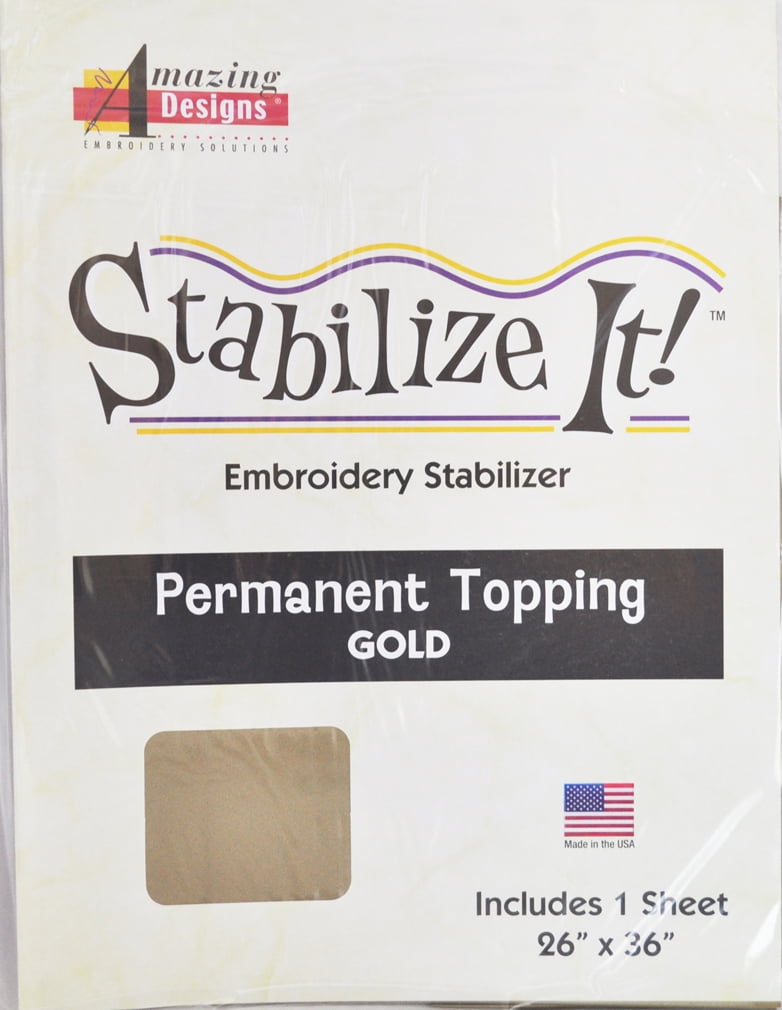 Amazing
Designs®
EMBROIDERY SOLUTIONS
Stabilize It!™
Embroidery Stabilizer
Permanent Topping
GOLD
Made in the USA
Includes 1 Sheet
26” x 36”